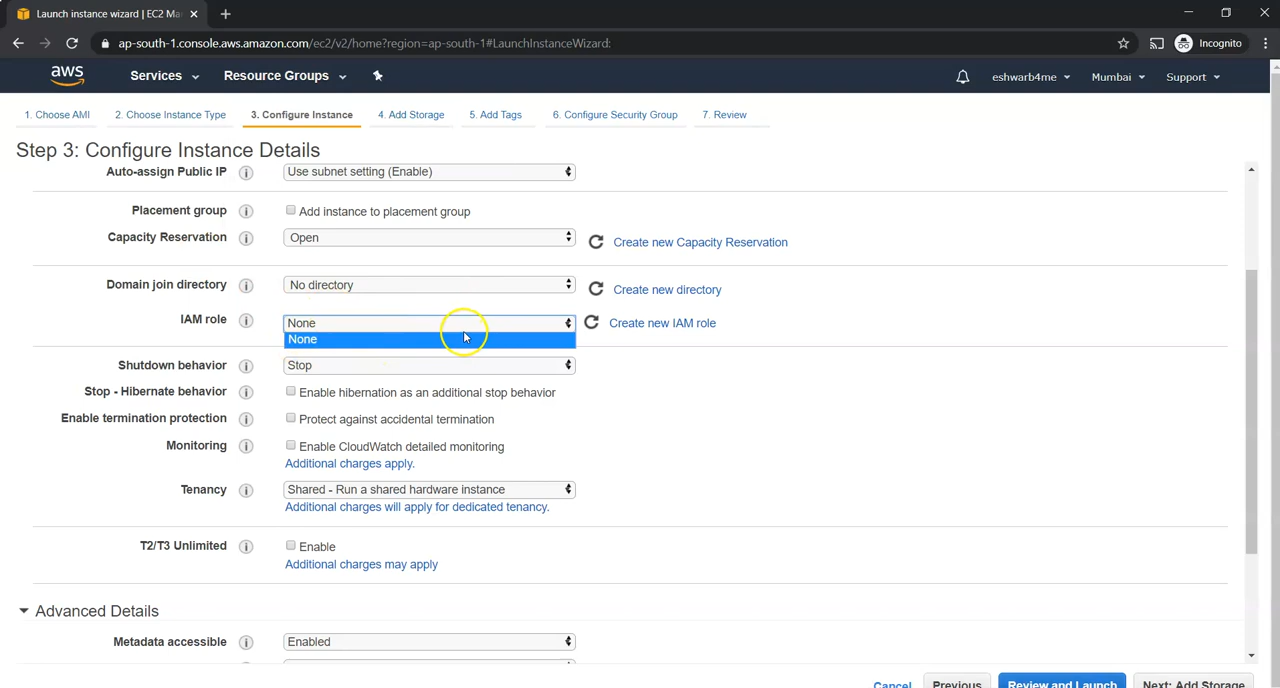 Launch instance wizard | EC2 Ma
ap-south-1.console.aws.amazon.com/ec2/v2/home?region=ap-south-1#LaunchInstanceWizard:
Incognito
aws
Services
Resource Groups
eshwarb4me
Mumbai
Support
1. Choose AMI
2. Choose Instance Type
3. Configure Instance
4. Add Storage
5. Add Tags
6. Configure Security Group
7. Review
Step 3: Configure Instance Details
Auto-assign Public IP
Use subnet setting (Enable)
Placement group
Add instance to placement group
Capacity Reservation
Open
Create new Capacity Reservation
Domain join directory
No directory
Create new directory
IAM role
None
Create new IAM role
None
Shutdown behavior
Stop
Stop - Hibernate behavior
Enable hibernation as an additional stop behavior
Enable termination protection
Protect against accidental termination
Monitoring
Enable CloudWatch detailed monitoring
Additional charges apply.
Tenancy
Shared - Run a shared hardware instance
Additional charges will apply for dedicated tenancy.
T2/T3 Unlimited
Enable
Additional charges may apply
Advanced Details
Metadata accessible
Enabled
Cancel
Previous
Review and Launch
Next: Add Storage